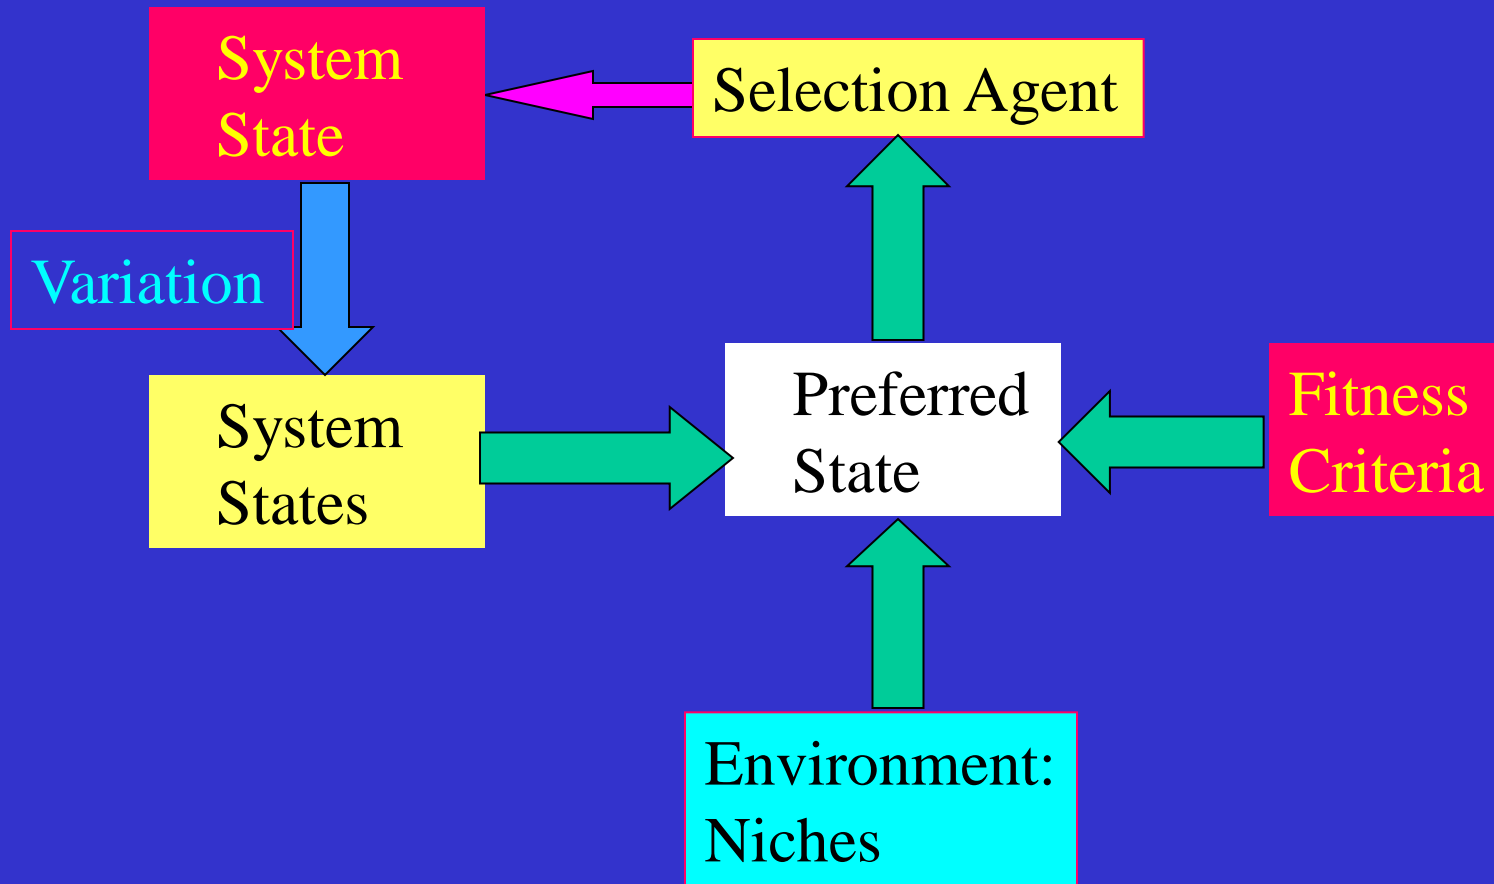 System
State
Selection Agent
Variation
System
States
Preferred
State
Fitness
Criteria
Environment:
Niches